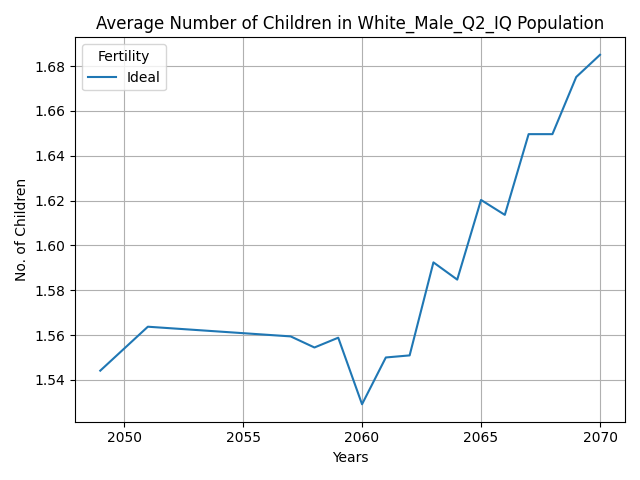 Average Number of Children in White_Male_Q2_IQ Population
Fertility
Ideal
No. of Children
1.68
1.66
1.64
1.62
1.60
1.58
1.56
1.54
2050 2055 2060 2065 2070
Years